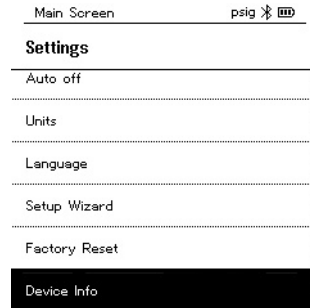 Main Screen psig
Settings
Auto off
Units
Language
Setup Wizard
Factory Reset
Device Info